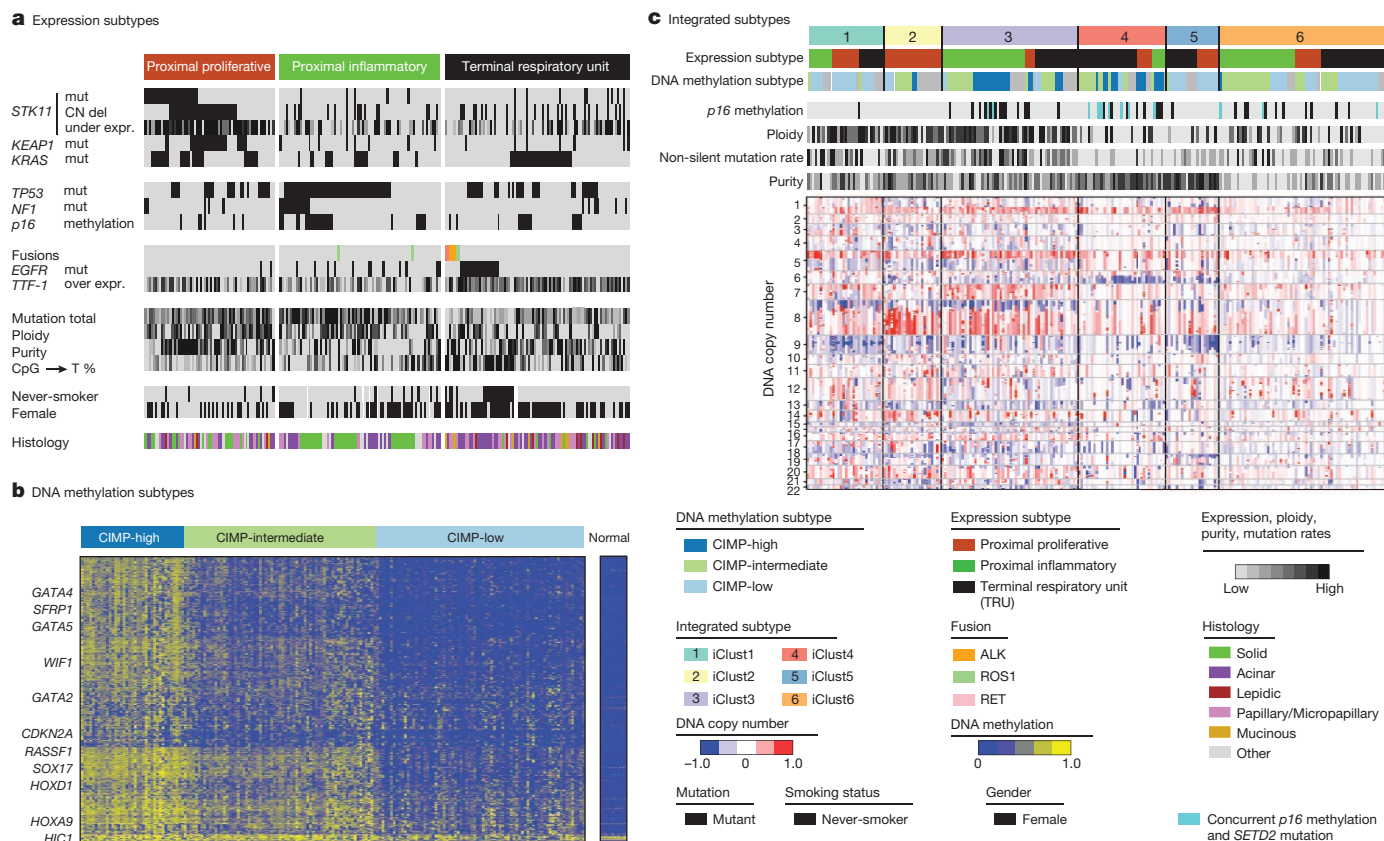 a Expression subtypes
Proximal proliferative Proximal inflammatory Terminal respiratory unit
STK11 mut
CN del
under expr.
KEAP1 mut
KRAS mut
TP53 mut
NF1 mut
p16 methylation
Fusions
EGFR mut
TTF-1 over expr.
Mutation total
Ploidy
Purity
CpG → T %
Never-smoker
Female
Histology
b DNA methylation subtypes
CIMP-high CIMP-intermediate CIMP-low Normal
GATA4
SFRP1
GATA5
WIF1
GATA2
CDKN2A
RASSF1
SOX17
HOXD1
HOXA9
HIC1
c Integrated subtypes
1 2 3 4 5 6
Expression subtype
DNA methylation subtype
p16 methylation
Ploidy
Non-silent mutation rate
Purity
DNA copy number
1
2
3
4
5
6
7
8
9
10
11
12
13
14
15
16
17
18
19
20
21
22
DNA methylation subtype
CIMP-high
CIMP-intermediate
CIMP-low
Expression subtype
Proximal proliferative
Proximal inflammatory
Terminal respiratory unit
(TRU)
Expression, ploidy,
purity, mutation rates
Low High
Integrated subtype
1 iClust1 4 iClust4
2 iClust2 5 iClust5
3 iClust3 6 iClust6
Fusion
ALK
ROS1
RET
Histology
Solid
Acinar
Lepidic
Papillary/Micropapillary
Mucinous
Other
DNA copy number
−1.0 0 1.0
DNA methylation
0 1.0
Mutation
Mutant
Smoking status
Never-smoker
Gender
Female
Concurrent p16 methylation
and SETD2 mutation